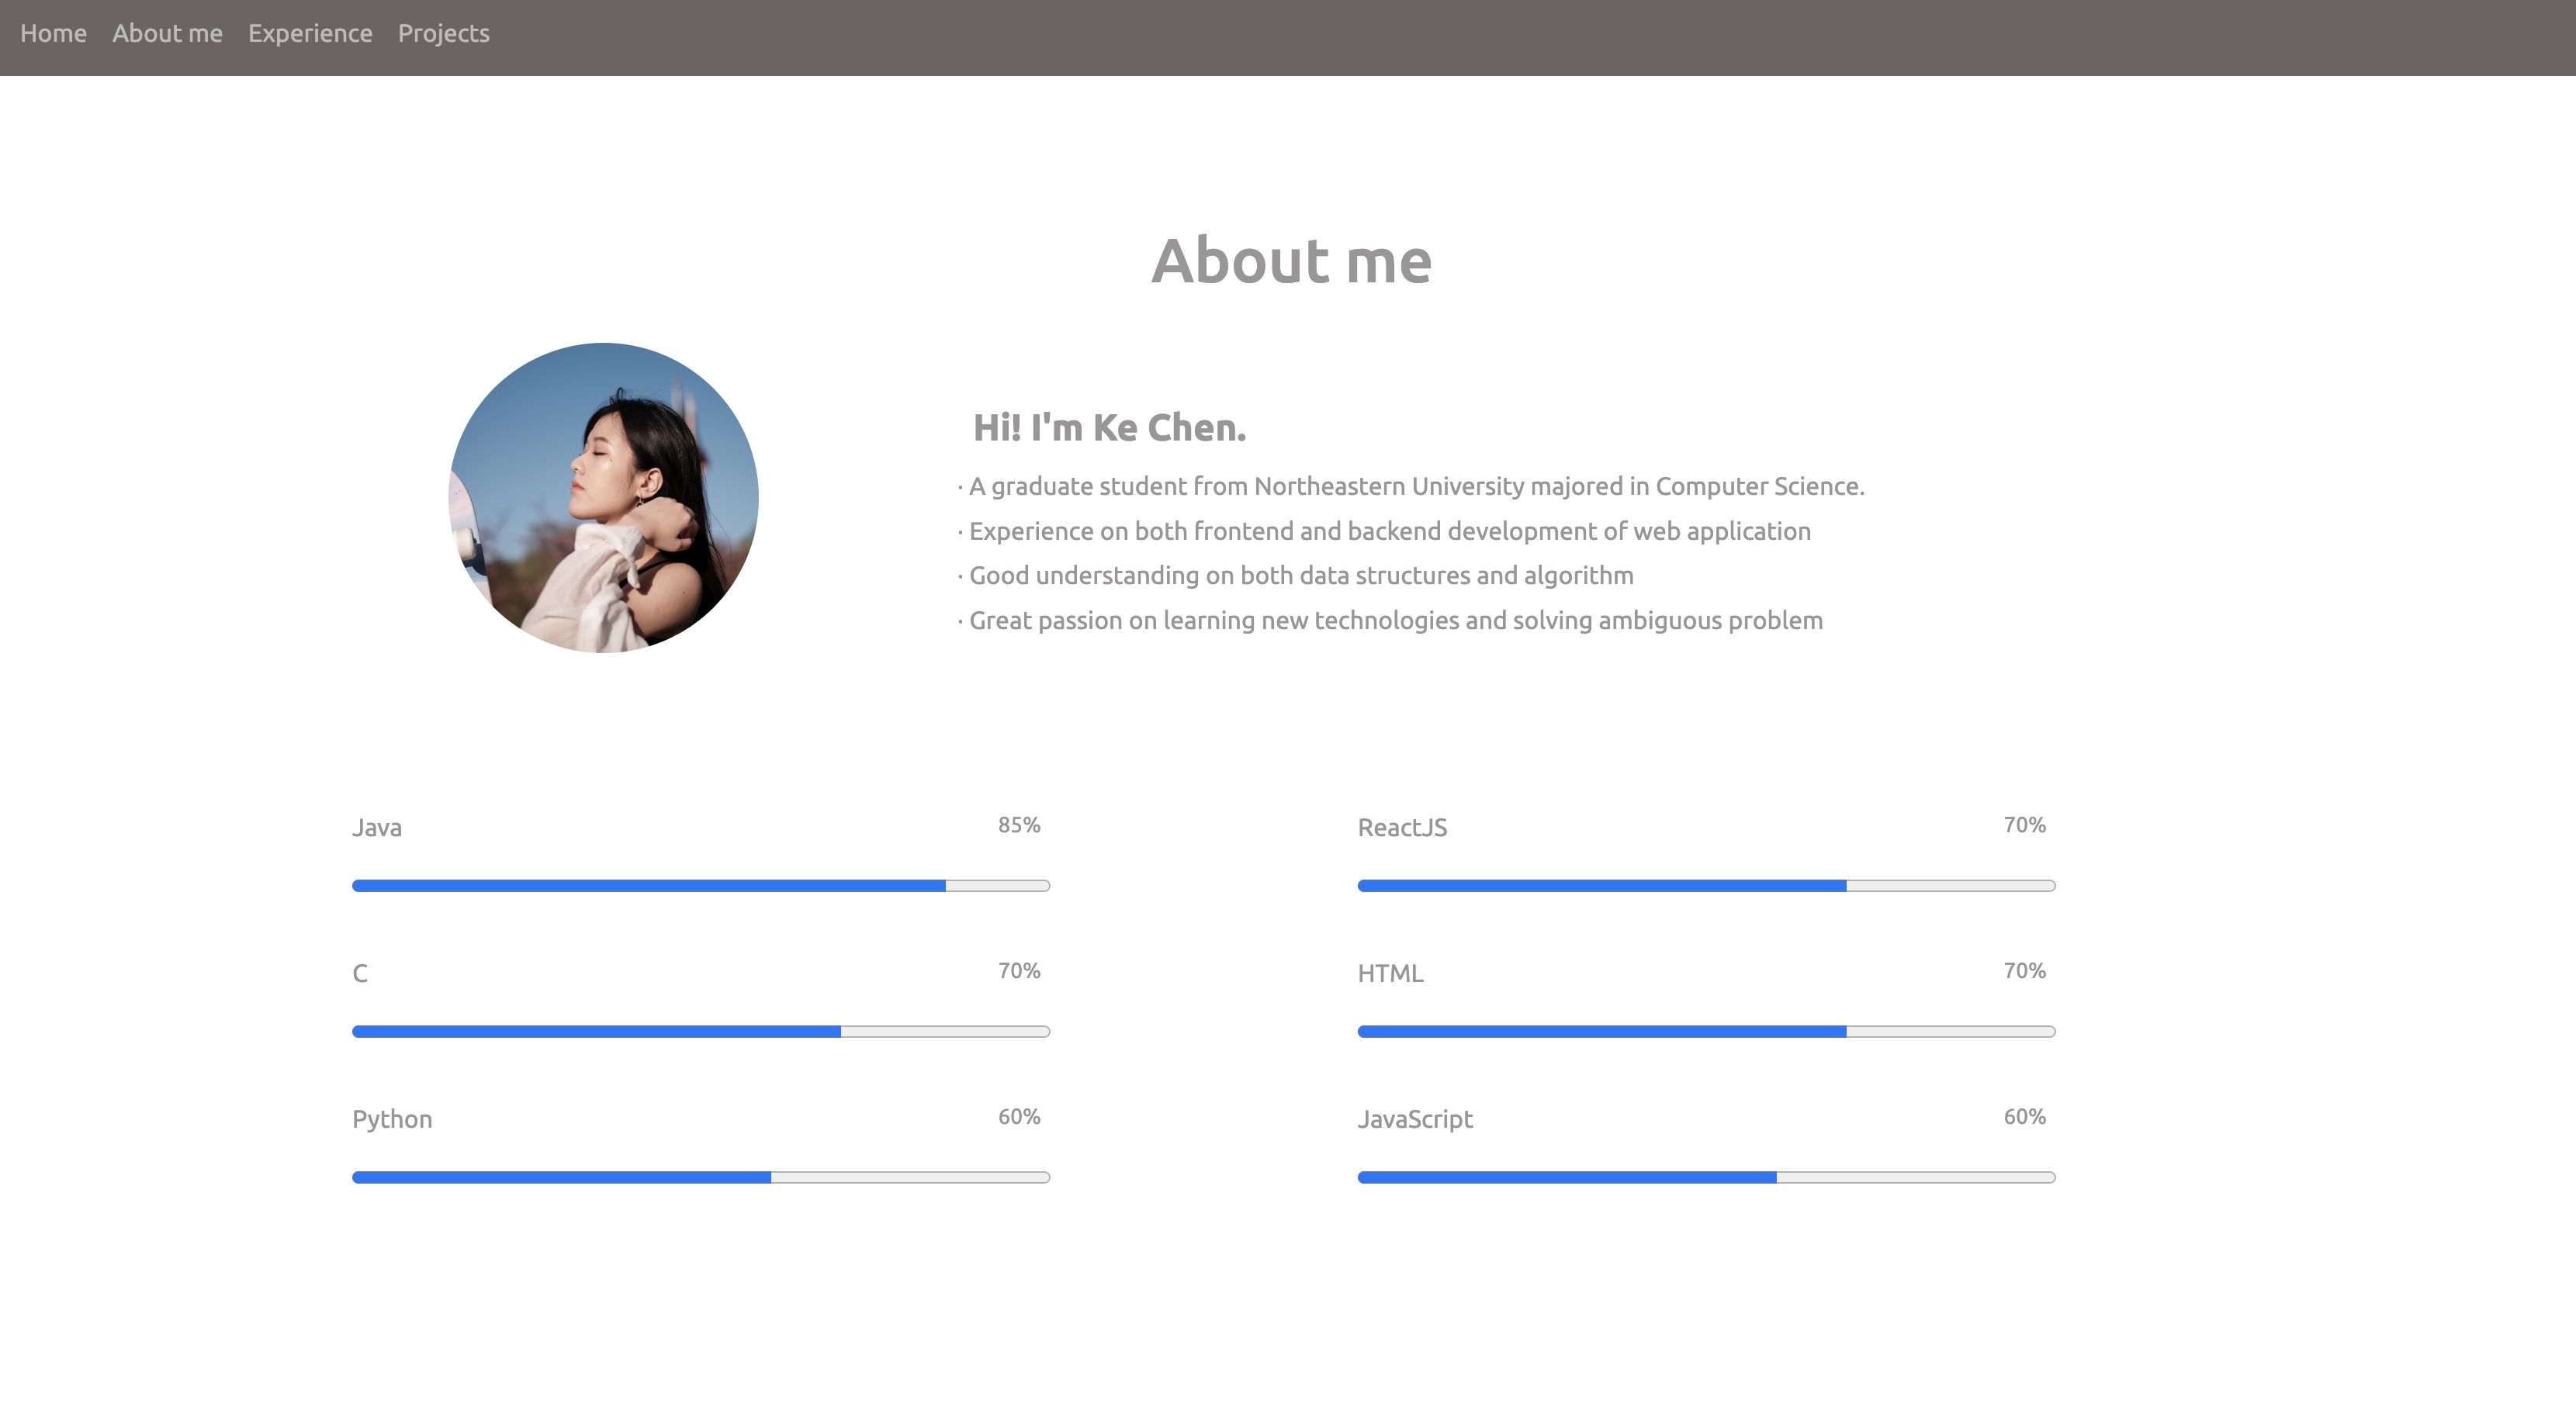 Home About me Experience Projects
About me
Hi! I'm Ke Chen.
· A graduate student from Northeastern University majored in Computer Science.
· Experience on both frontend and backend development of web application
· Good understanding on both data structures and algorithm
· Great passion on learning new technologies and solving ambiguous problem
Java 85%
ReactJS 70%
C 70%
HTML 70%
Python 60%
JavaScript 60%